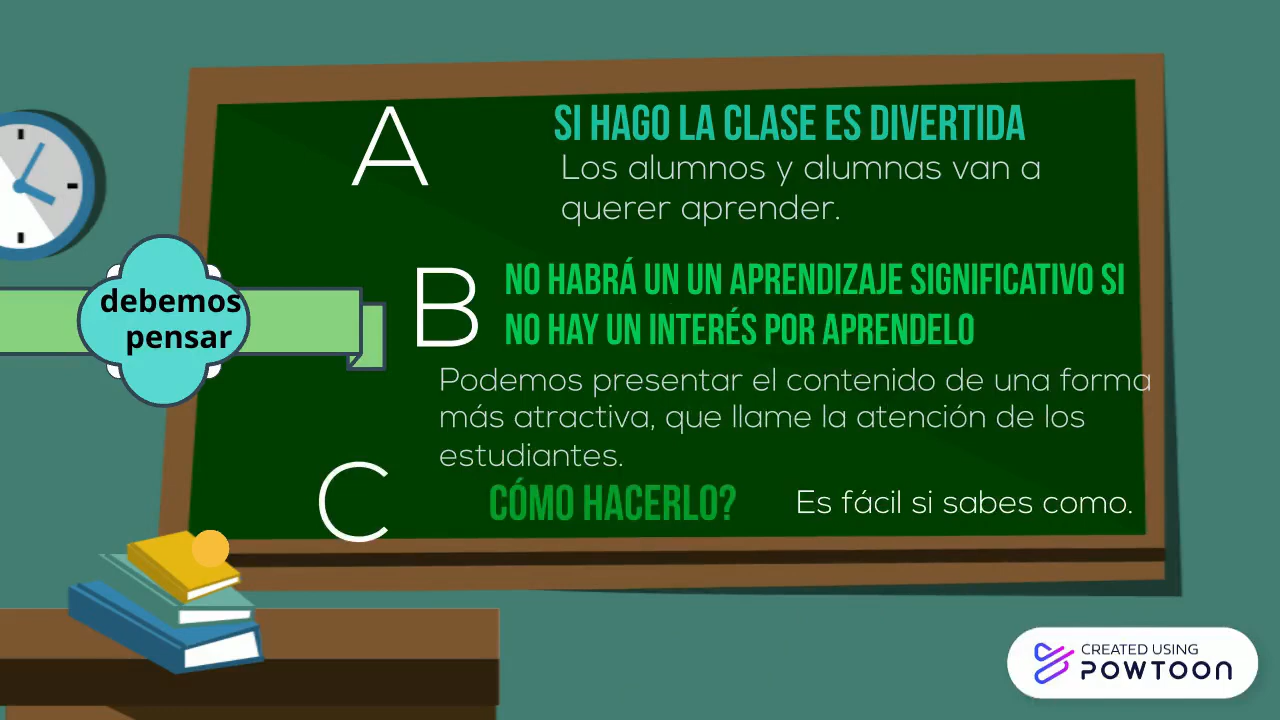 debemos
pensar
A
SI HAGO LA CLASE ES DIVERTIDA
Los alumnos y alumnas van a
querer aprender.
B
NO HABRÁ UN UN APRENDIZAJE SIGNIFICATIVO SI
NO HAY UN INTERÉS POR APRENDELO
Podemos presentar el contenido de una forma
más atractiva, que llame la atención de los
estudiantes.
C
CÓMO HACERLO?
Es fácil si sabes como.
CREATED USING
POWTOON